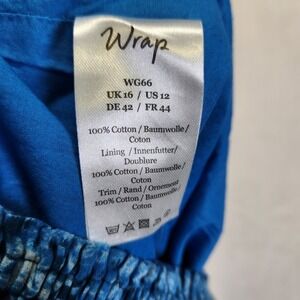 Wrap
WG66
UK 16 / US 12
DE 42 / FR 44
100% Cotton / Baumwolle /
Coton
Lining / Innenfutter/
Doublure
100% Cotton / Baumwolle /
Coton
Trim / Rand / Ornement
100% Cotton / Baumwolle /
Coton